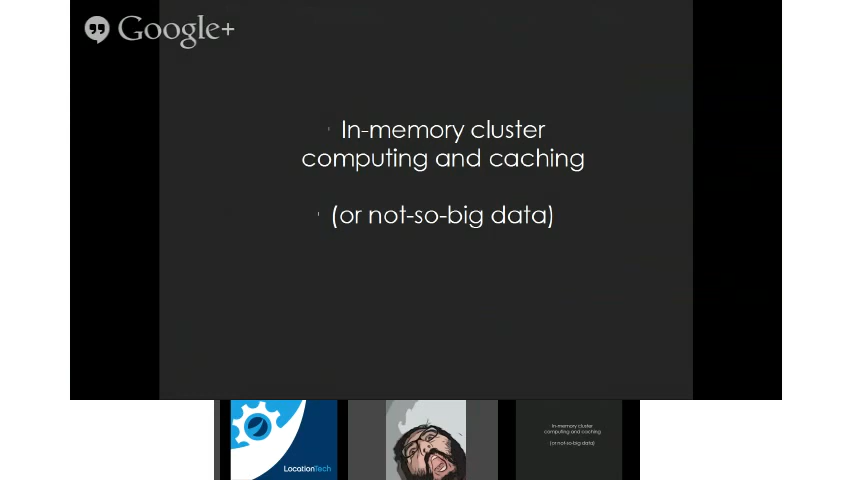 Google+
In-memory cluster
computing and caching
(or not-so-big data)
LocationTech
In-memory cluster
computing and caching
(or not-so-big data)